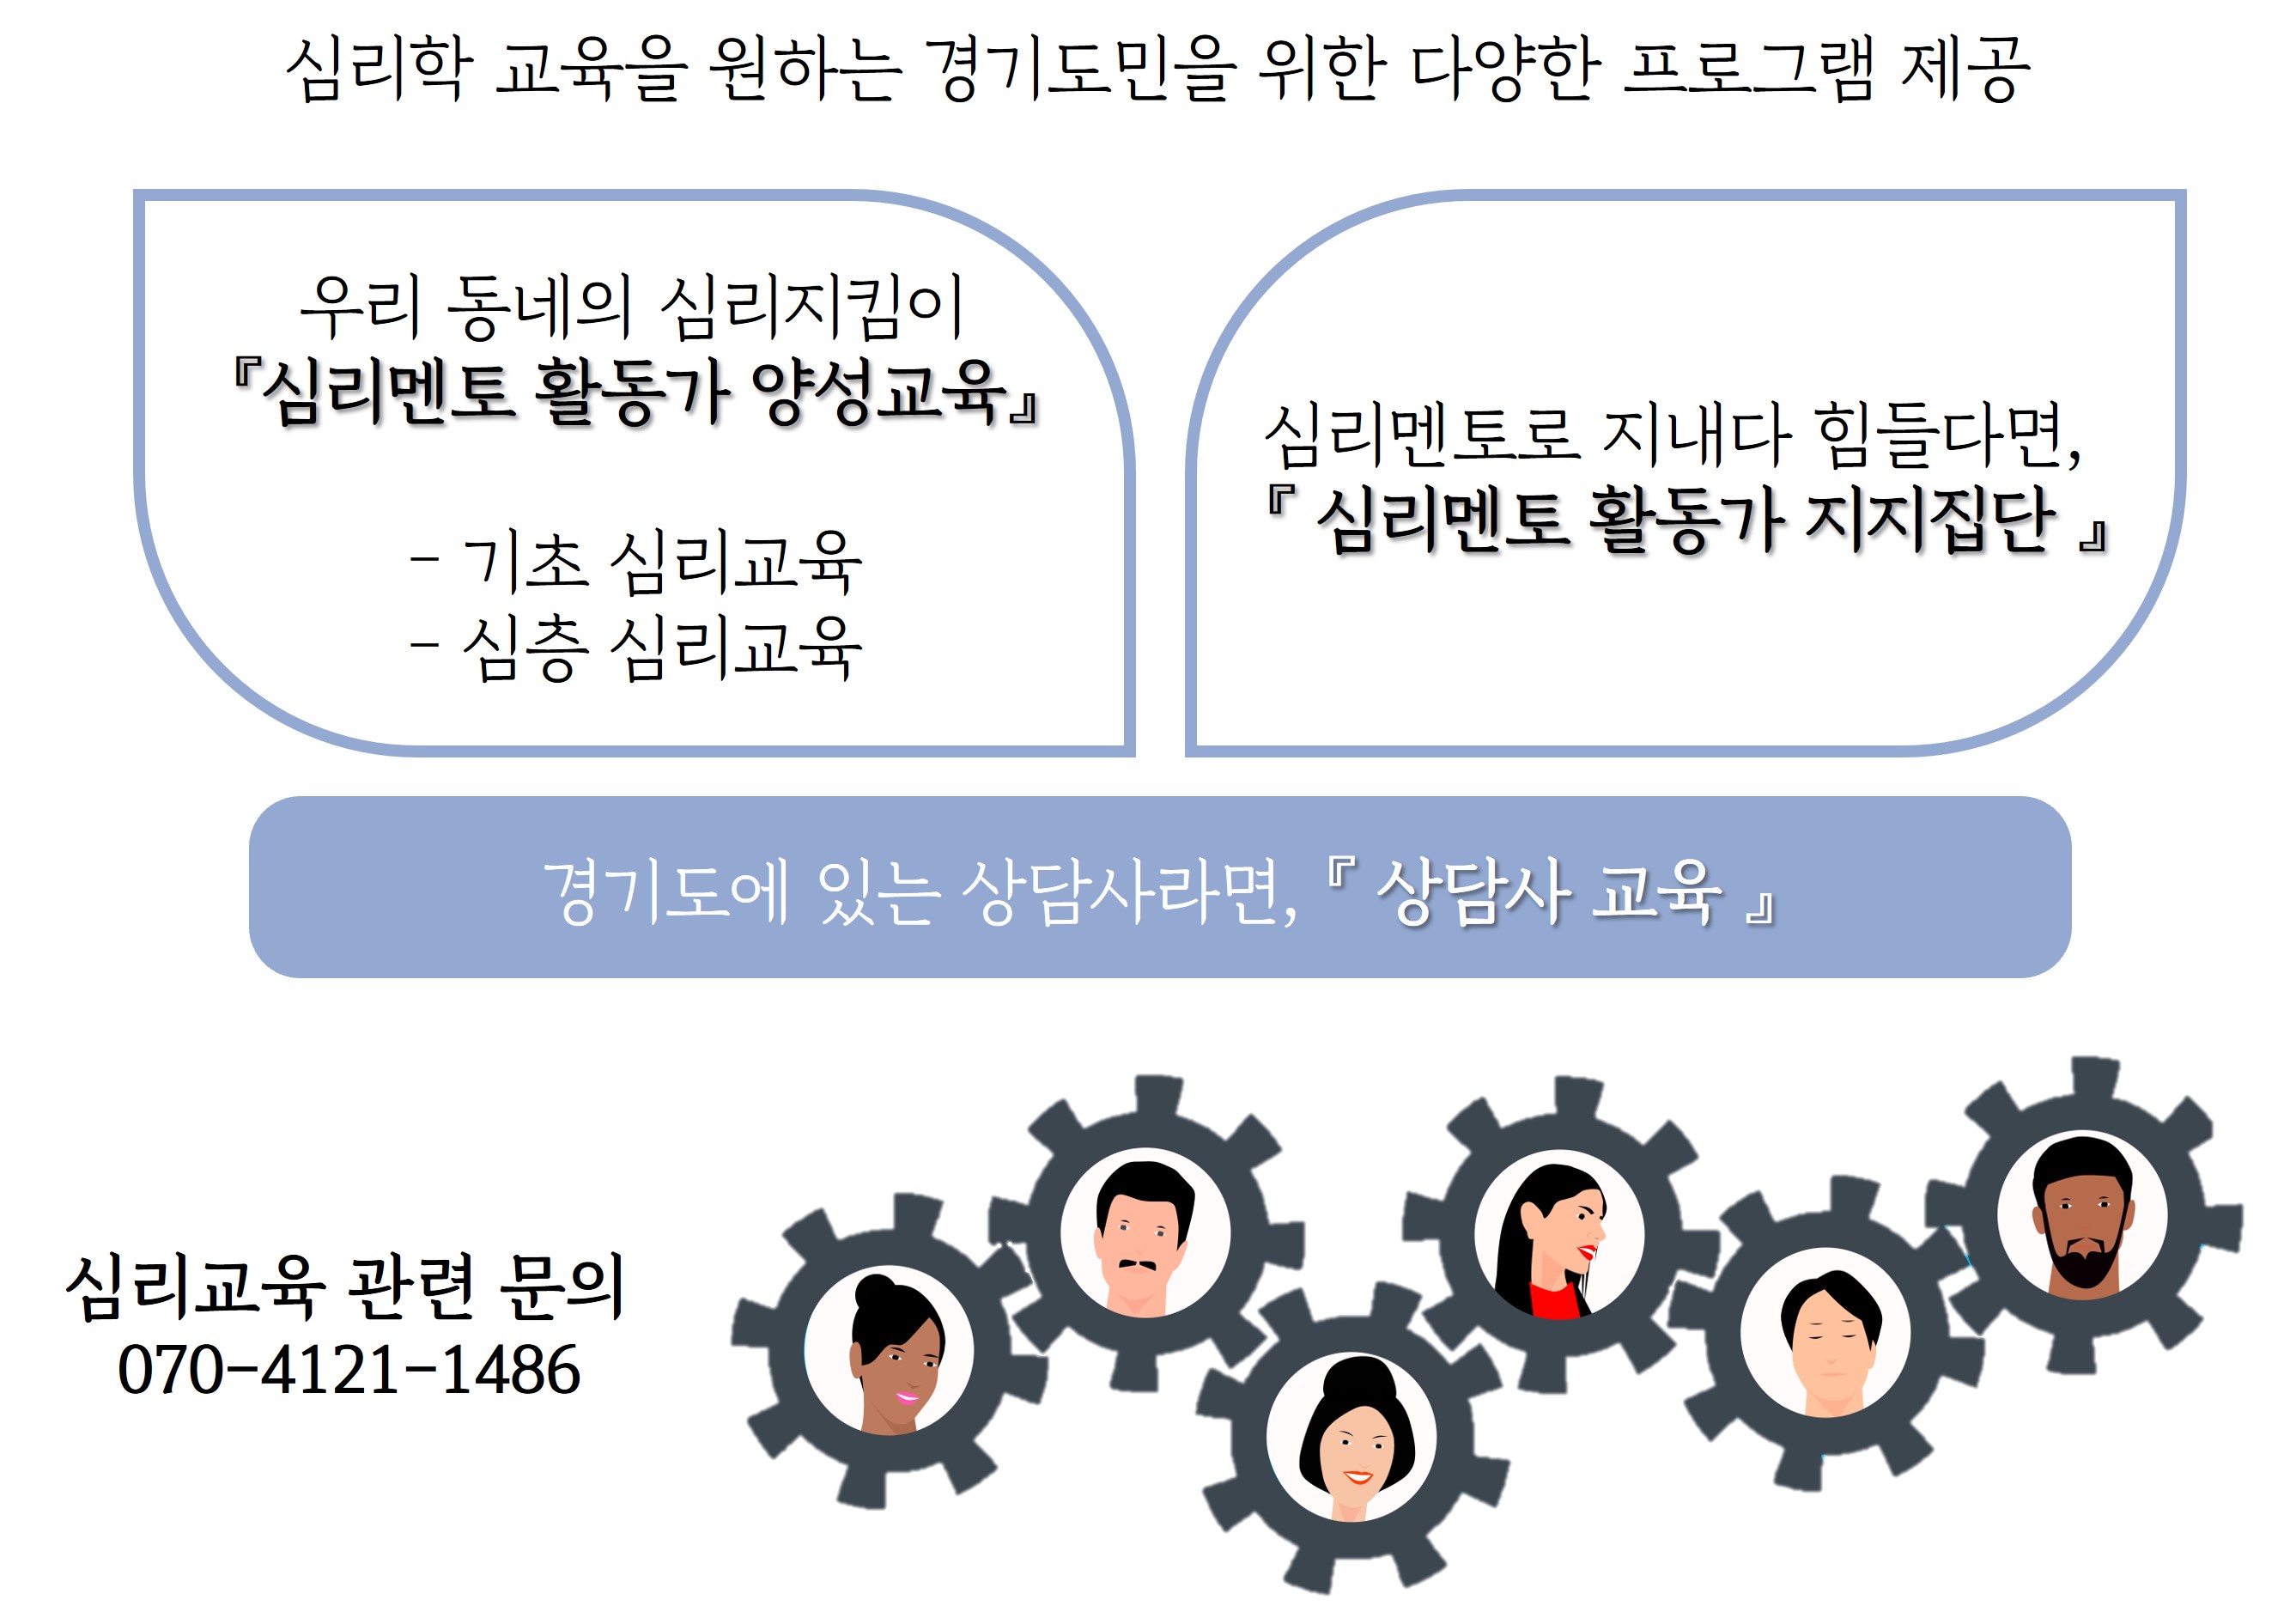 심리학 교육을 원하는 경기도민을 위한 다양한 프로그램 제공
우리 동네의 심리지킴이
『심리멘토 활동가 양성교육』
- 기초 심리교육
- 심층 심리교육
심리멘토로 지내다 힘들다면,
『 심리멘토 활동가 지지집단 』
경기도에 있는 상담사라면, 『 상담사 교육 』
심리교육 관련 문의
070-4121-1486